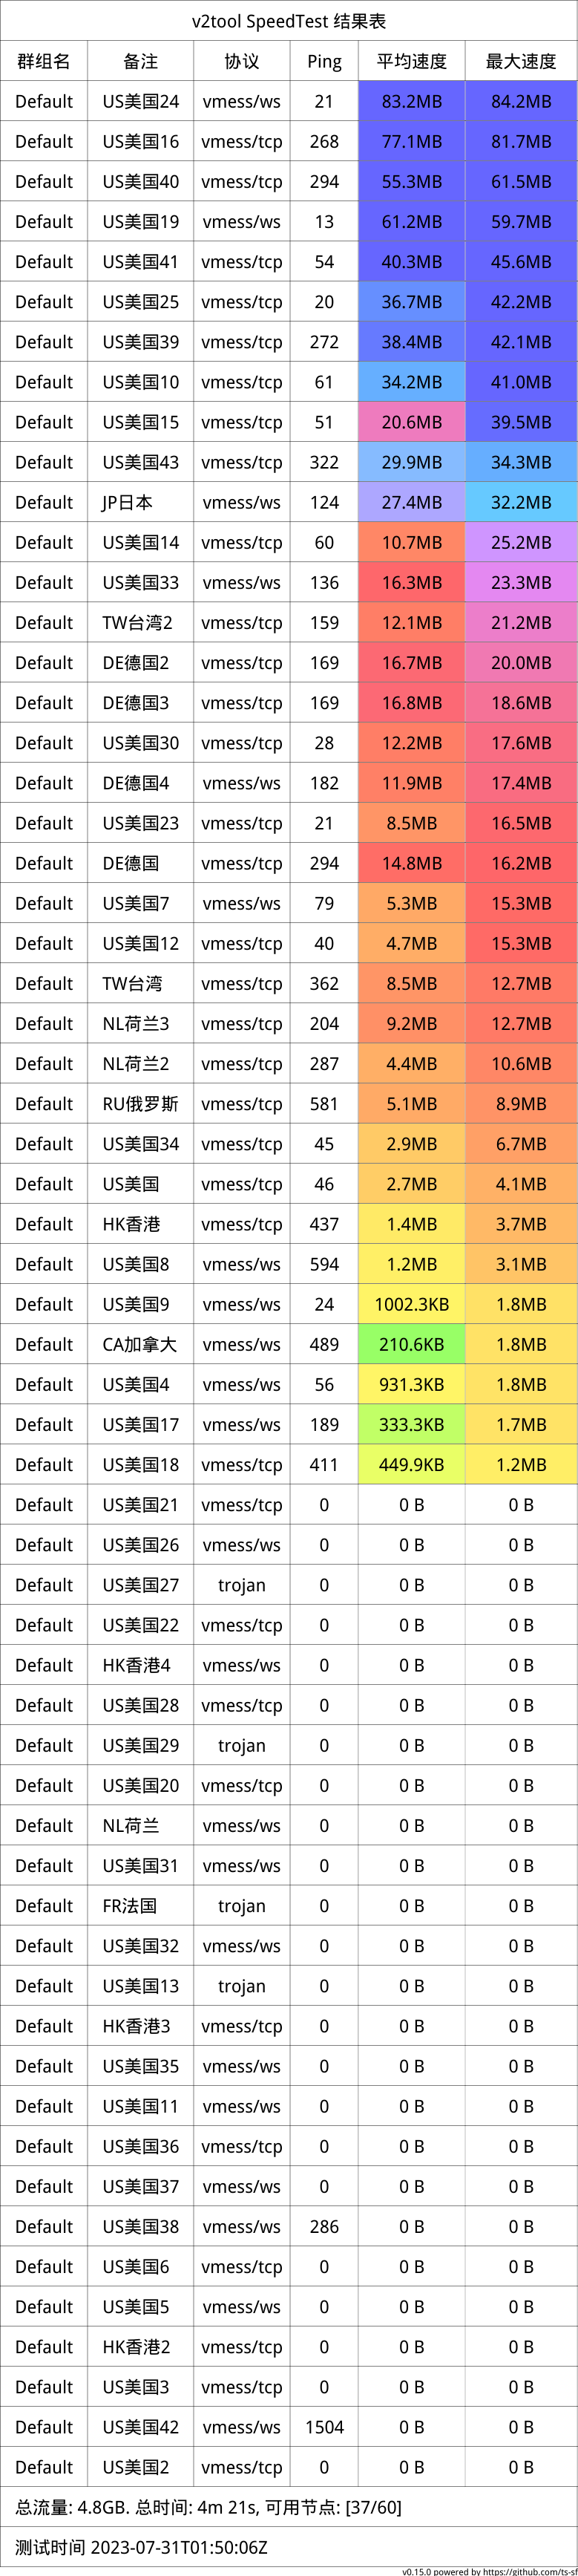 v2tool SpeedTest 结果表
群组名 备注 协议 Ping 平均速度 最大速度
Default US美国24 vmess/ws 21 83.2MB 84.2MB
Default US美国16 vmess/tcp 268 77.1MB 81.7MB
Default US美国40 vmess/tcp 294 55.3MB 61.5MB
Default US美国19 vmess/ws 13 61.2MB 59.7MB
Default US美国41 vmess/tcp 54 40.3MB 45.6MB
Default US美国25 vmess/tcp 20 36.7MB 42.2MB
Default US美国39 vmess/tcp 272 38.4MB 42.1MB
Default US美国10 vmess/tcp 61 34.2MB 41.0MB
Default US美国15 vmess/tcp 51 20.6MB 39.5MB
Default US美国43 vmess/tcp 322 29.9MB 34.3MB
Default JP日本 vmess/ws 124 27.4MB 32.2MB
Default US美国14 vmess/tcp 60 10.7MB 25.2MB
Default US美国33 vmess/ws 136 16.3MB 23.3MB
Default TW台湾2 vmess/tcp 159 12.1MB 21.2MB
Default DE德国2 vmess/tcp 169 16.7MB 20.0MB
Default DE德国3 vmess/tcp 169 16.8MB 18.6MB
Default US美国30 vmess/tcp 28 12.2MB 17.6MB
Default DE德国4 vmess/ws 182 11.9MB 17.4MB
Default US美国23 vmess/tcp 21 8.5MB 16.5MB
Default DE德国 vmess/tcp 294 14.8MB 16.2MB
Default US美国7 vmess/ws 79 5.3MB 15.3MB
Default US美国12 vmess/tcp 40 4.7MB 15.3MB
Default TW台湾 vmess/tcp 362 8.5MB 12.7MB
Default NL荷兰3 vmess/tcp 204 9.2MB 12.7MB
Default NL荷兰2 vmess/tcp 287 4.4MB 10.6MB
Default RU俄罗斯 vmess/tcp 581 5.1MB 8.9MB
Default US美国34 vmess/tcp 45 2.9MB 6.7MB
Default US美国 vmess/tcp 46 2.7MB 4.1MB
Default HK香港 vmess/tcp 437 1.4MB 3.7MB
Default US美国8 vmess/ws 594 1.2MB 3.1MB
Default US美国9 vmess/ws 24 1002.3KB 1.8MB
Default CA加拿大 vmess/ws 489 210.6KB 1.8MB
Default US美国4 vmess/ws 56 931.3KB 1.8MB
Default US美国17 vmess/ws 189 333.3KB 1.7MB
Default US美国18 vmess/tcp 411 449.9KB 1.2MB
Default US美国21 vmess/tcp 0 0 B 0 B
Default US美国26 vmess/ws 0 0 B 0 B
Default US美国27 trojan 0 0 B 0 B
Default US美国22 vmess/tcp 0 0 B 0 B
Default HK香港4 vmess/ws 0 0 B 0 B
Default US美国28 vmess/tcp 0 0 B 0 B
Default US美国29 trojan 0 0 B 0 B
Default US美国20 vmess/tcp 0 0 B 0 B
Default NL荷兰 vmess/ws 0 0 B 0 B
Default US美国31 vmess/ws 0 0 B 0 B
Default FR法国 trojan 0 0 B 0 B
Default US美国32 vmess/ws 0 0 B 0 B
Default US美国13 trojan 0 0 B 0 B
Default HK香港3 vmess/tcp 0 0 B 0 B
Default US美国35 vmess/ws 0 0 B 0 B
Default US美国11 vmess/ws 0 0 B 0 B
Default US美国36 vmess/tcp 0 0 B 0 B
Default US美国37 vmess/ws 0 0 B 0 B
Default US美国38 vmess/ws 286 0 B 0 B
Default US美国6 vmess/tcp 0 0 B 0 B
Default US美国5 vmess/ws 0 0 B 0 B
Default HK香港2 vmess/tcp 0 0 B 0 B
Default US美国3 vmess/tcp 0 0 B 0 B
Default US美国42 vmess/ws 1504 0 B 0 B
Default US美国2 vmess/tcp 0 0 B 0 B
总流量: 4.8GB. 总时间: 4m 21s, 可用节点: [37/60]
测试时间 2023-07-31T01:50:06Z
v0.15.0 powered by https://github.com/ts-sf